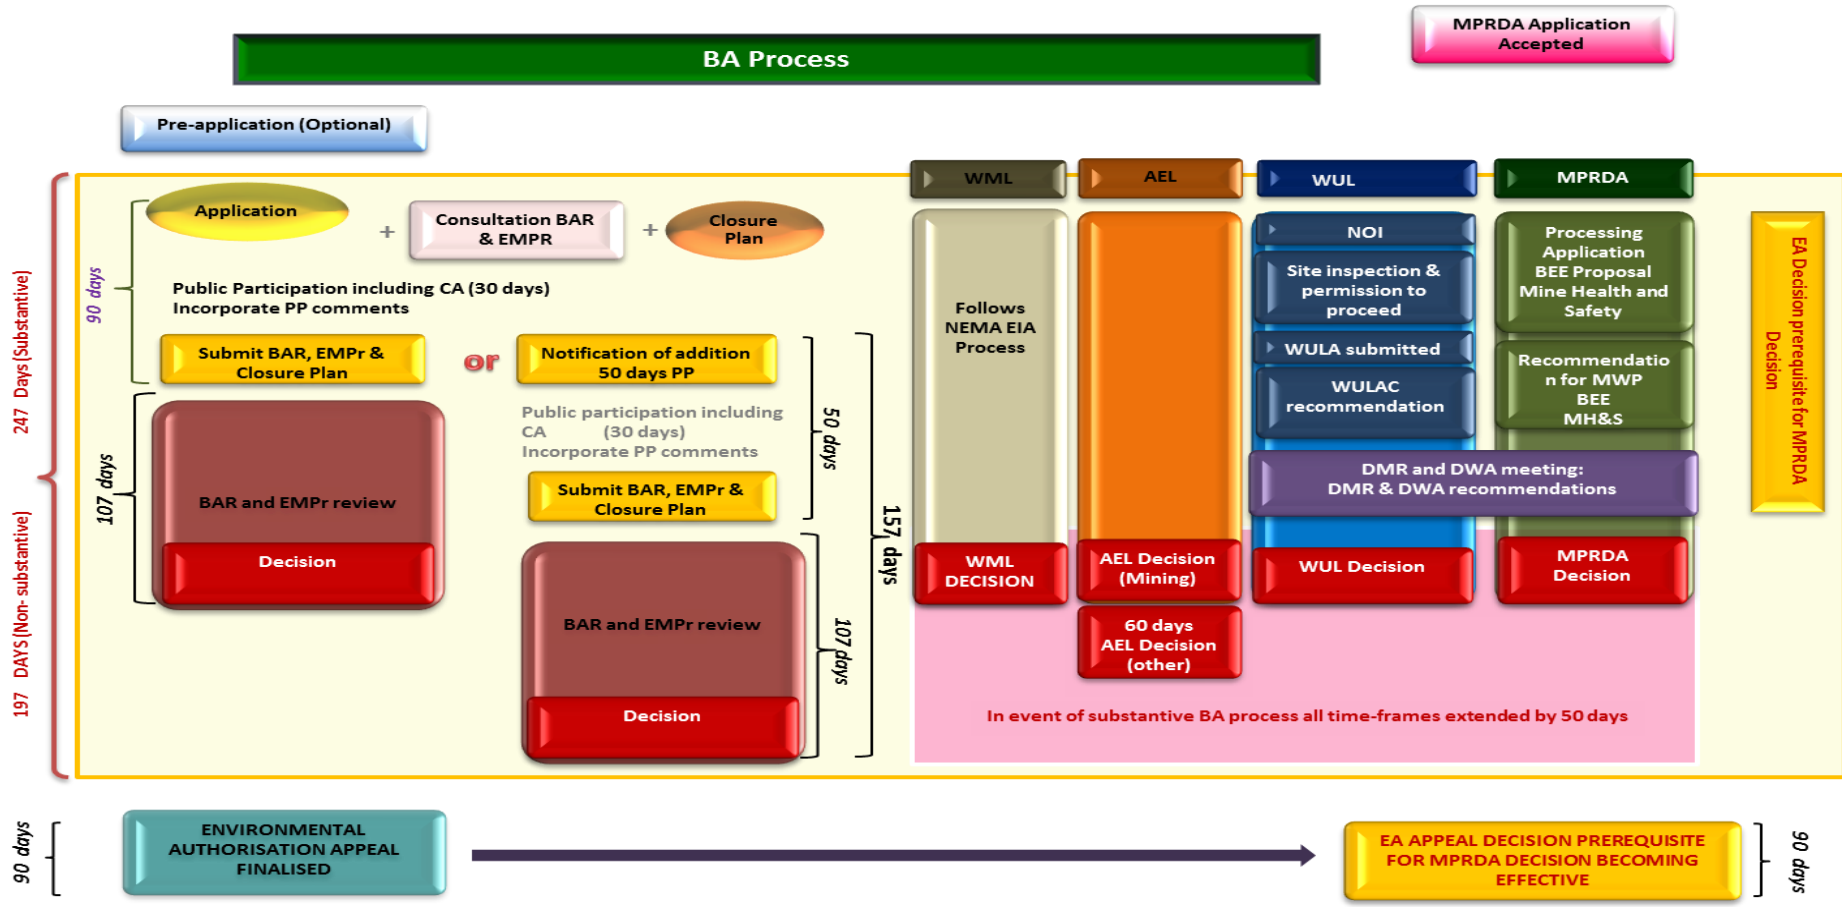 MPRDA Application
Accepted
BA Process
Pre-application (Optional)
WML
AEL
WUL
MPRDA
Application
+
Consultation BAR
& EMPR
+
Closure
Plan
90 days
Public Participation including CA (30 days)
Incorporate PP comments
Submit BAR, EMPr &
Closure Plan
or
Notification of addition
50 days PP
Public participation including
CA (30 days)
Incorporate PP comments
Submit BAR, EMPr &
Closure Plan
50 days
247 Days (Substantive)
197 DAYS (Non- substantive)
107 days
BAR and EMPr review
Decision
BAR and EMPr review
Decision
107 days
157 days
Follows
NEMA EIA
Process
WML
DECISION
AEL Decision
(Mining)
60 days
AEL Decision
(other)
NOI
Site inspection &
permission to
proceed
WULA submitted
WULAC
recommendation
Processing
Application
BEE Proposal
Mine Health and
Safety
Recommendatio
n for MWP
BEE
MH&S
DMR and DWA meeting:
DMR & DWA recommendations
WUL Decision
MPRDA
Decision
EA Decision prerequisite for MPRDA
Decision
In event of substantive BA process all time-frames extended by 50 days
90 days
ENVIRONMENTAL
AUTHORISATION APPEAL
FINALISED
EA APPEAL DECISION PREREQUISITE
FOR MPRDA DECISION BECOMING
EFFECTIVE
90 days